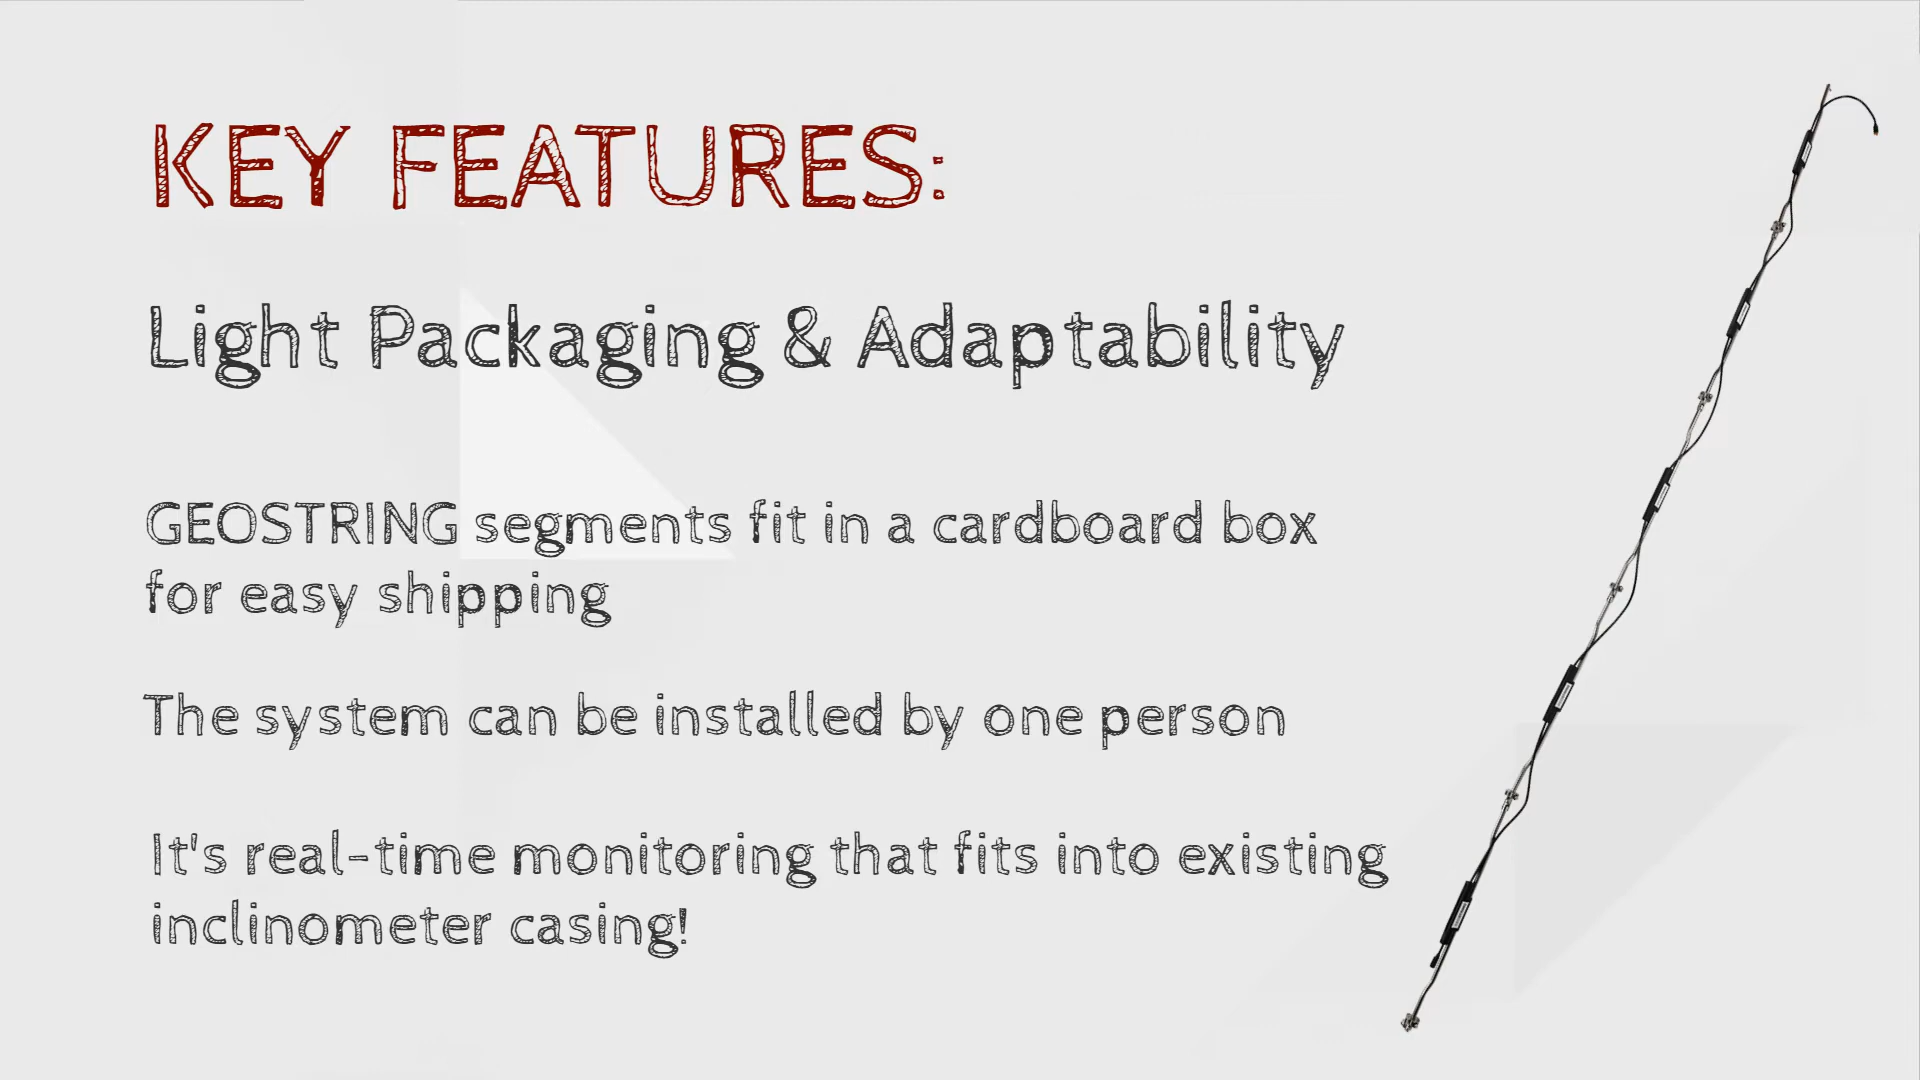 KEY FEATURES:
Light Packaging & Adaptability
GEOSTRING segments fit in a cardboard box
for easy shipping
The system can be installed by one person
It's real-time monitoring that fits into existing
inclinometer casing!